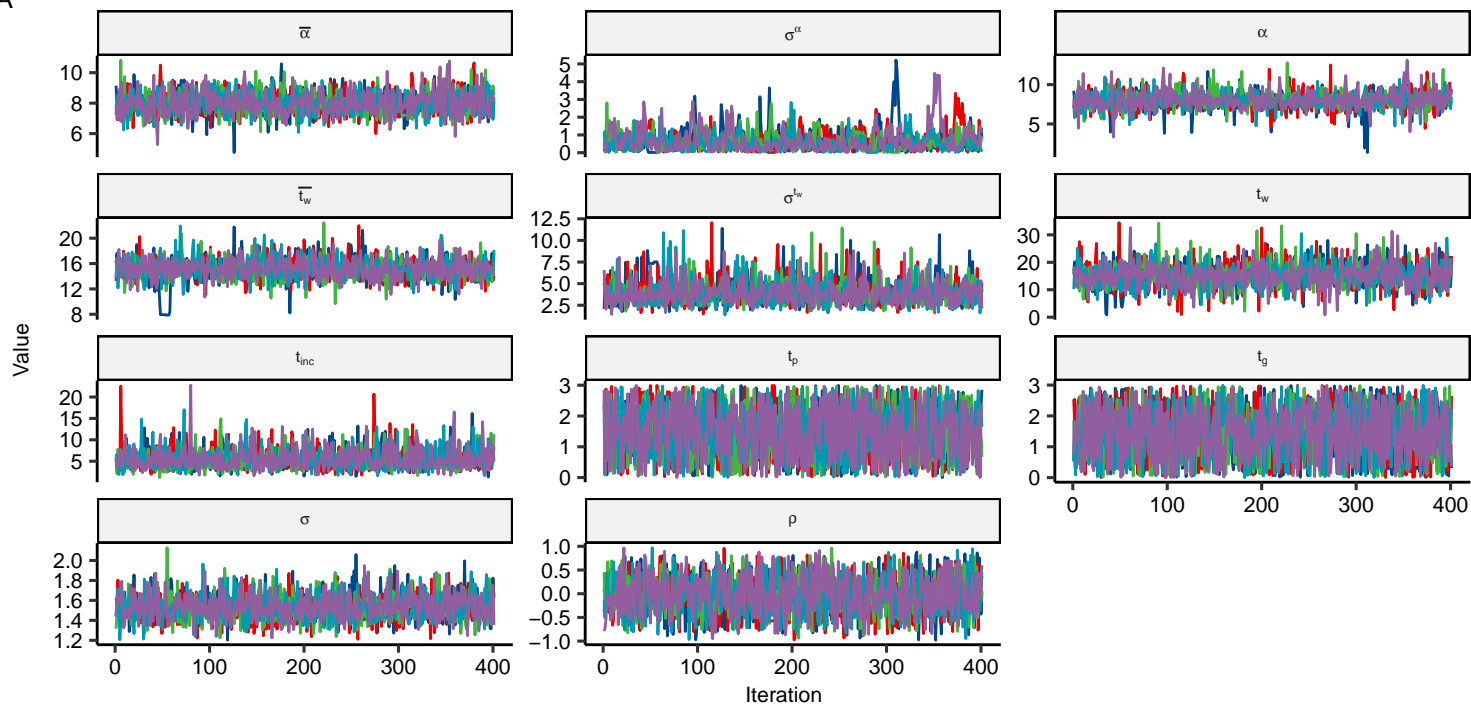 A
α̅ σ^α α
10 8 6
5 4 3 2 1 0
10 5
t̅_w σ^{t_w} t_w
20 16 12 8
12.5 10.0 7.5 5.0 2.5
30 20 10 0
t_inc t_p t_g
20 15 10 5
3 2 1 0
3 2 1 0
0 100 200 300 400
σ ρ
2.0 1.8 1.6 1.4 1.2
1.0 0.5 0.0 −0.5 −1.0
0 100 200 300 400
0 100 200 300 400
Value
Iteration